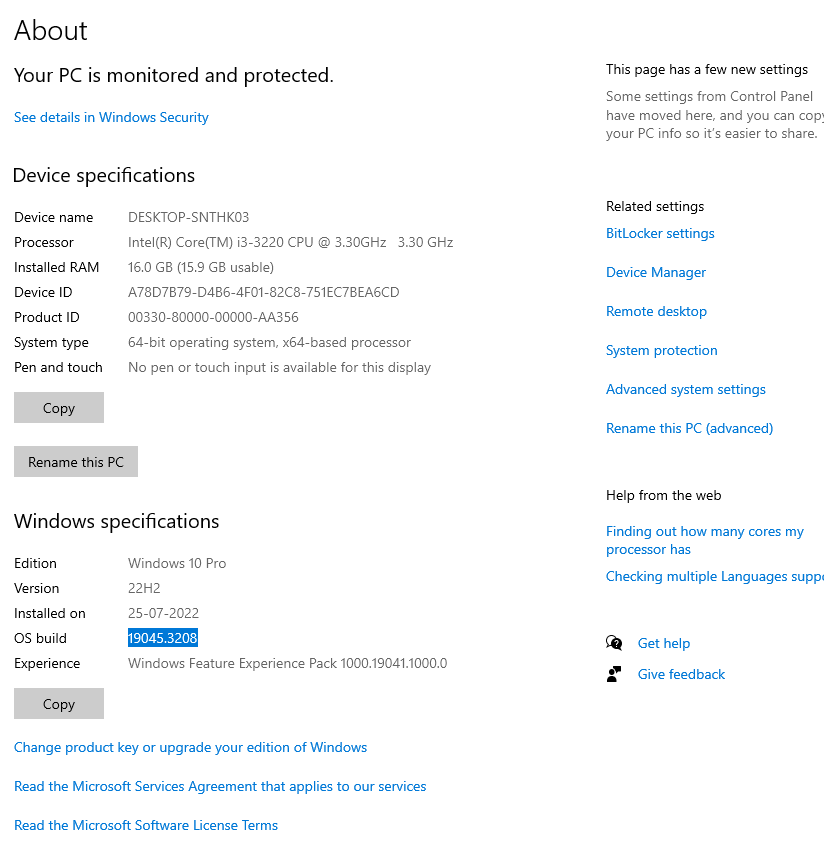 About
Your PC is monitored and protected.
See details in Windows Security
Device specifications
Device name DESKTOP-SNTHK03
Processor Intel(R) Core(TM) i3-3220 CPU @ 3.30GHz 3.30 GHz
Installed RAM 16.0 GB (15.9 GB usable)
Device ID A78D7B79-D4B6-4F01-82C8-751EC7BEA6CD
Product ID 00330-80000-00000-AA356
System type 64-bit operating system, x64-based processor
Pen and touch No pen or touch input is available for this display
Copy
Rename this PC
Windows specifications
Edition Windows 10 Pro
Version 22H2
Installed on 25-07-2022
OS build 19045.3208
Experience Windows Feature Experience Pack 1000.19041.1000.0
Copy
Change product key or upgrade your edition of Windows
Read the Microsoft Services Agreement that applies to our services
Read the Microsoft Software License Terms
This page has a few new settings
Some settings from Control Panel
have moved here, and you can copy
your PC info so it's easier to share.
Related settings
BitLocker settings
Device Manager
Remote desktop
System protection
Advanced system settings
Rename this PC (advanced)
Help from the web
Finding out how many cores my
processor has
Checking multiple Languages suppo
Get help
Give feedback